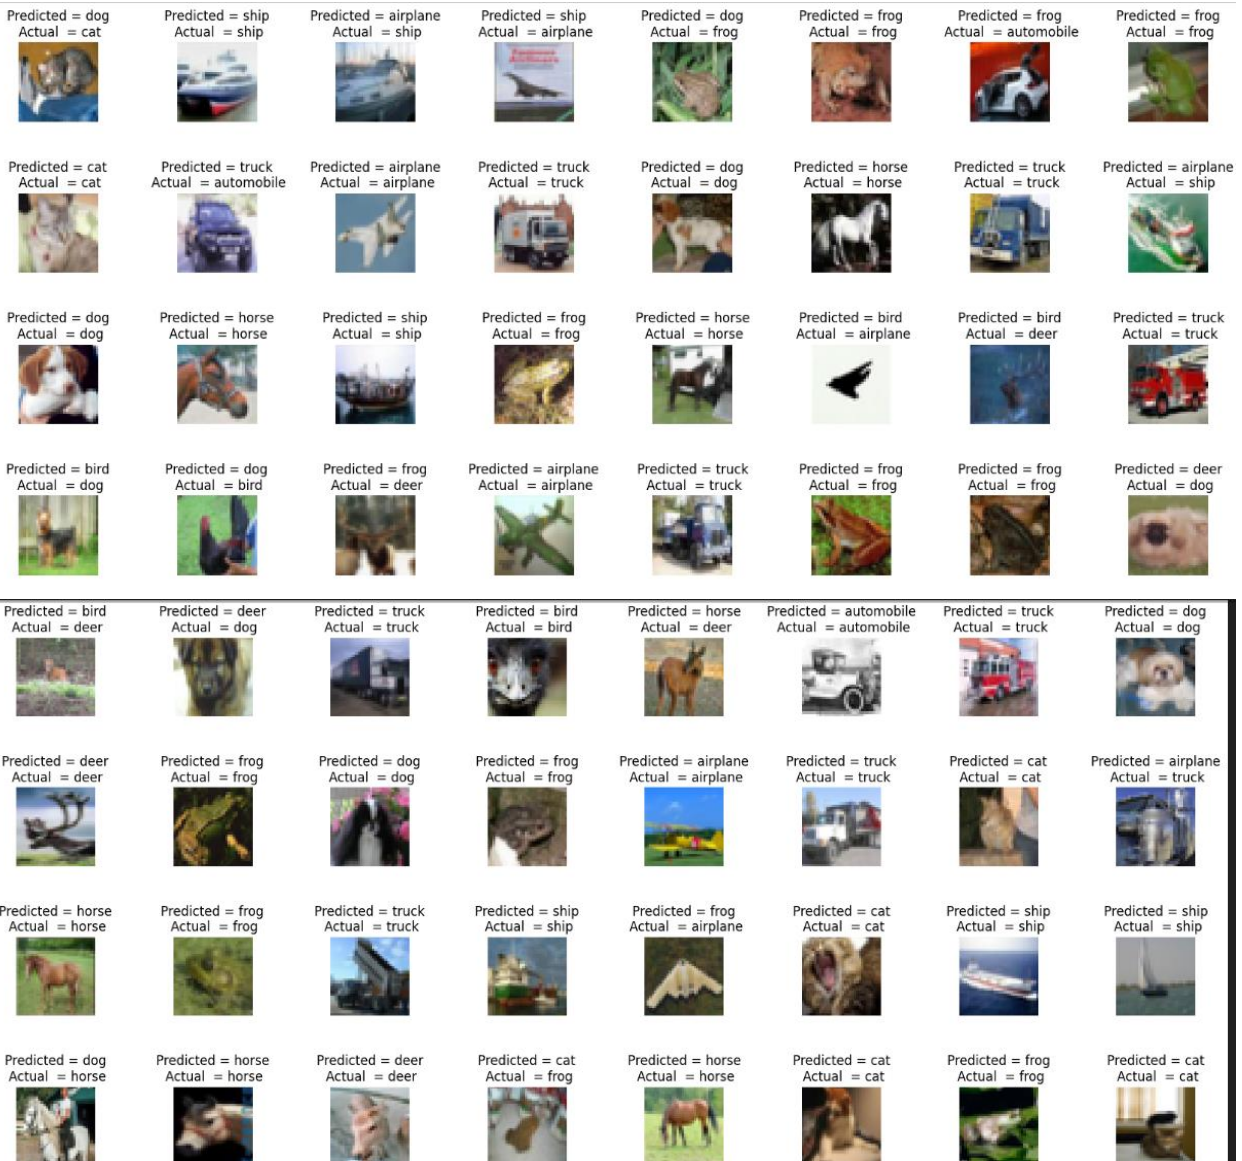 Predicted = dog
Actual = cat
Predicted = ship
Actual = ship
Predicted = airplane
Actual = ship
Predicted = ship
Actual = airplane
Predicted = dog
Actual = frog
Predicted = frog
Actual = frog
Predicted = frog
Actual = automobile
Predicted = frog
Actual = frog
Predicted = cat
Actual = cat
Predicted = truck
Actual = automobile
Predicted = airplane
Actual = airplane
Predicted = truck
Actual = truck
Predicted = dog
Actual = dog
Predicted = horse
Actual = horse
Predicted = truck
Actual = truck
Predicted = airplane
Actual = ship
Predicted = dog
Actual = dog
Predicted = horse
Actual = horse
Predicted = ship
Actual = ship
Predicted = frog
Actual = frog
Predicted = horse
Actual = horse
Predicted = bird
Actual = airplane
Predicted = bird
Actual = deer
Predicted = truck
Actual = truck
Predicted = bird
Actual = dog
Predicted = dog
Actual = bird
Predicted = frog
Actual = deer
Predicted = airplane
Actual = airplane
Predicted = truck
Actual = truck
Predicted = frog
Actual = frog
Predicted = frog
Actual = frog
Predicted = deer
Actual = dog
Predicted = bird
Actual = deer
Predicted = deer
Actual = dog
Predicted = truck
Actual = truck
Predicted = bird
Actual = bird
Predicted = horse
Actual = deer
Predicted = automobile
Actual = automobile
Predicted = truck
Actual = truck
Predicted = dog
Actual = dog
Predicted = deer
Actual = deer
Predicted = frog
Actual = frog
Predicted = dog
Actual = dog
Predicted = frog
Actual = frog
Predicted = airplane
Actual = airplane
Predicted = truck
Actual = truck
Predicted = cat
Actual = cat
Predicted = airplane
Actual = truck
Predicted = horse
Actual = horse
Predicted = frog
Actual = frog
Predicted = truck
Actual = truck
Predicted = ship
Actual = ship
Predicted = frog
Actual = airplane
Predicted = cat
Actual = cat
Predicted = ship
Actual = ship
Predicted = ship
Actual = ship
Predicted = dog
Actual = horse
Predicted = horse
Actual = horse
Predicted = deer
Actual = deer
Predicted = cat
Actual = frog
Predicted = horse
Actual = horse
Predicted = cat
Actual = cat
Predicted = frog
Actual = frog
Predicted = cat
Actual = cat